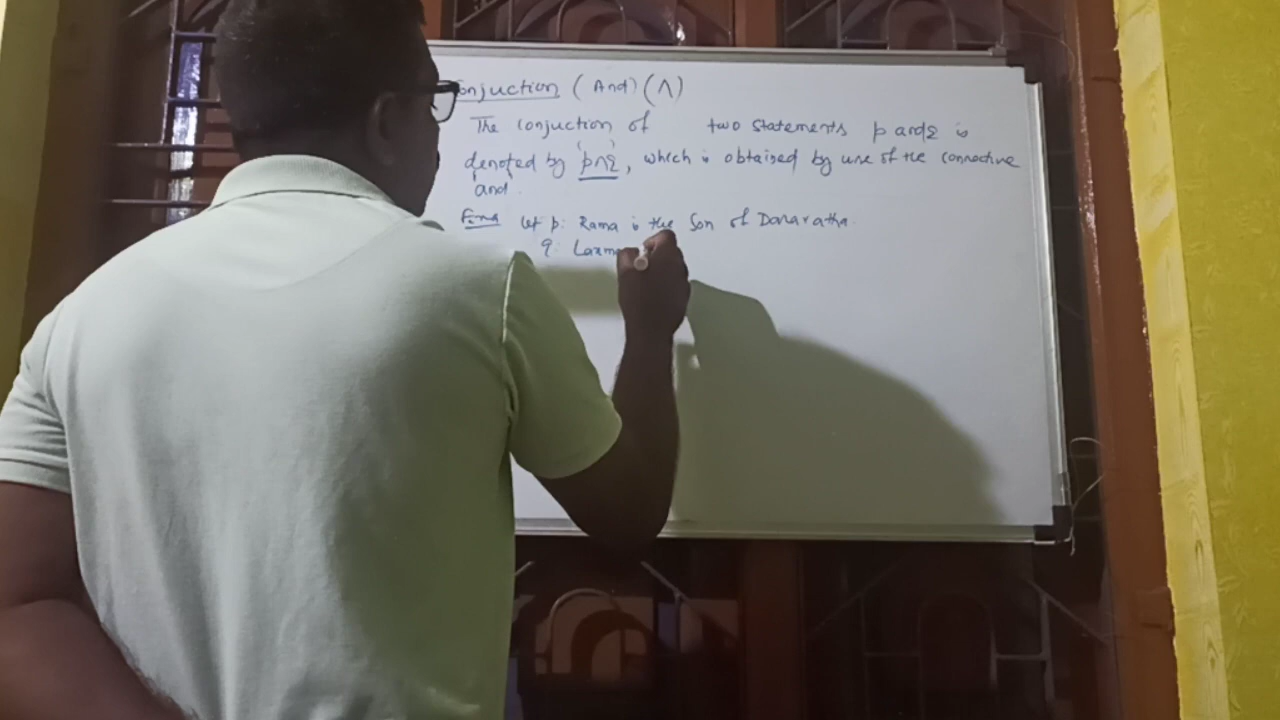 onjuction (And) (∧)
The conjuction of two statements p and q is
denoted by 'p∧q', which is obtained by use of the connective
'and'.
let p: Rama is the Son of Dasaratha.
q: Laxm